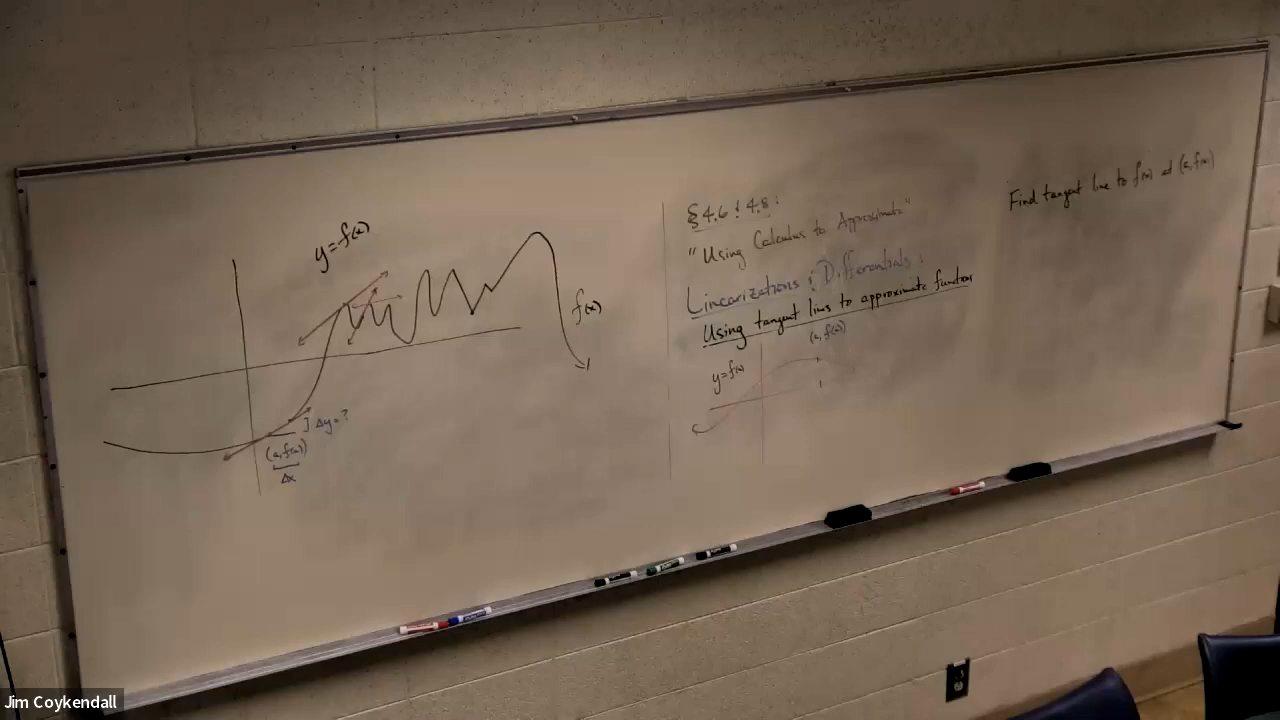 y=f(x)
f(x)
] Δy=?
(a, f(a))
Δx
§4.6 & 4.8:
"Using Calculus to Approximate"
Linearizations & Differentials:
Using tangent lines to approximate functions
(a, f(a))
y=f(x)
Find tangent line to f(x) at (a, f(a))
Jim Coykendall